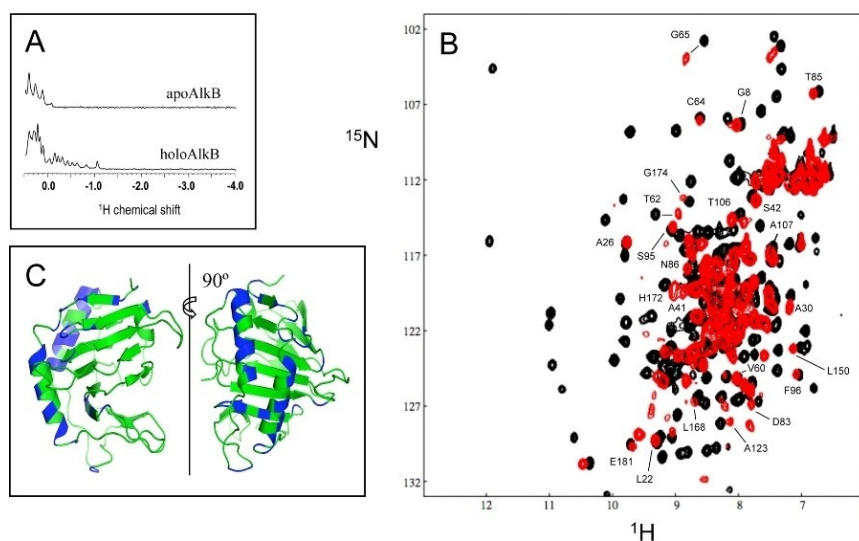 A
apoAlkB
holoAlkB
0.0 -1.0 -2.0 -3.0 -4.0
¹H chemical shift
B
102
107
112
117
122
127
132
¹⁵N
G65
T85
C64
G8
G174
T62
T106
S42
A26
S95
A107
N86
H172
A41
A30
L150
V60
F96
L168
D83
A123
E181
L22
12 11 10 9 8 7
¹H
C
90º